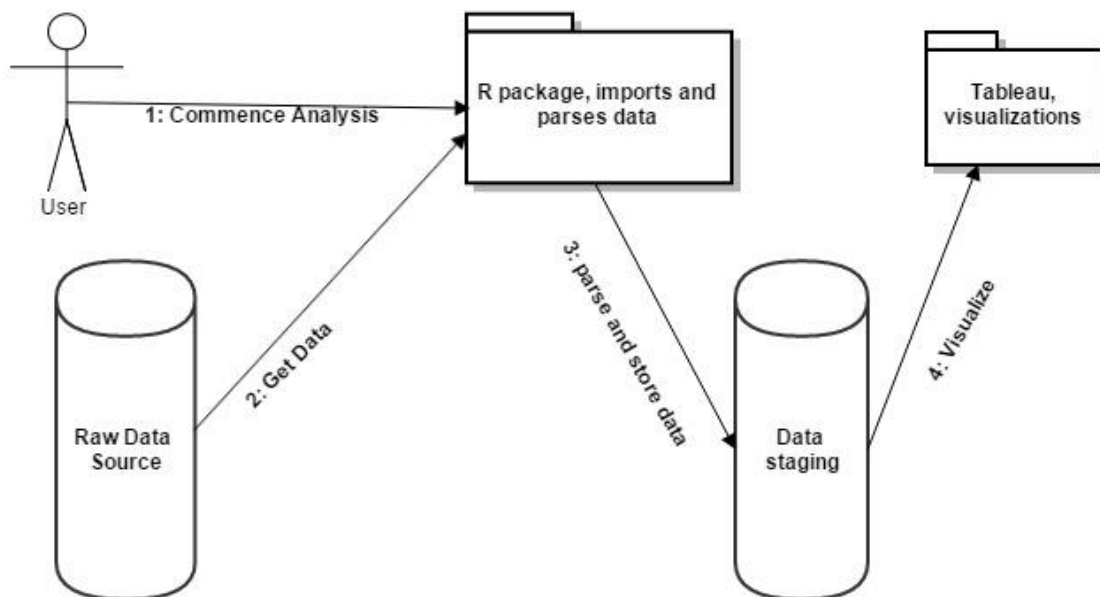 R package, imports and
parses data
Tableau,
visualizations
1: Commence Analysis
User
2: Get Data
3: parse and store data
4: Visualize
Raw Data
Source
Data
staging